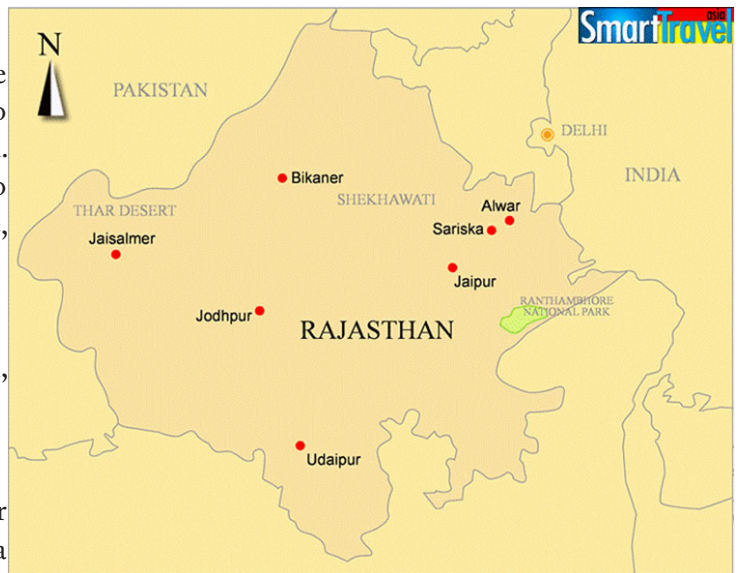 asia
SmartTravel
N
PAKISTAN
DELHI
INDIA
Bikaner
SHEKHAWATI
THAR DESERT
Alwar
Sariska
Jaisalmer
Jaipur
RANTHAMBHORE
NATIONAL PARK
Jodhpur
RAJASTHAN
Udaipur